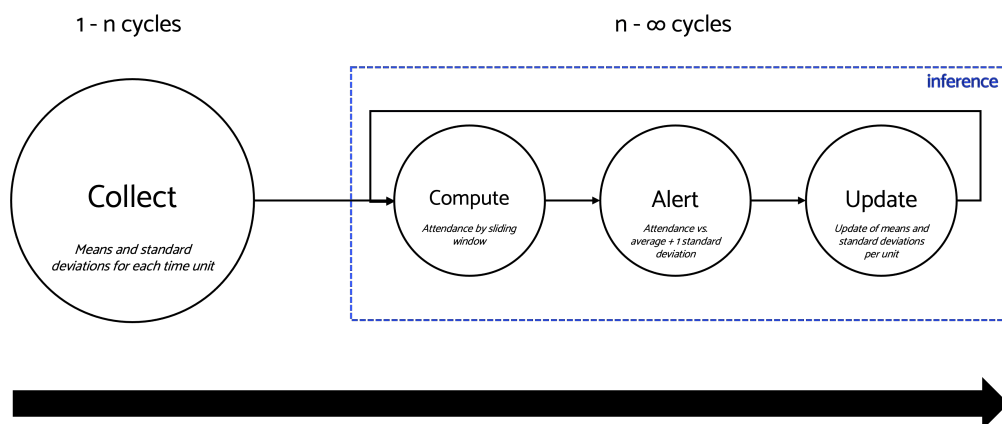 1 - n cycles
n - ∞ cycles
inference
Collect
Means and standard
deviations for each time unit
Compute
Attendance by sliding
window
Alert
Attendance vs.
average + 1 standard
deviation
Update
Update of means and
standard deviations
per unit